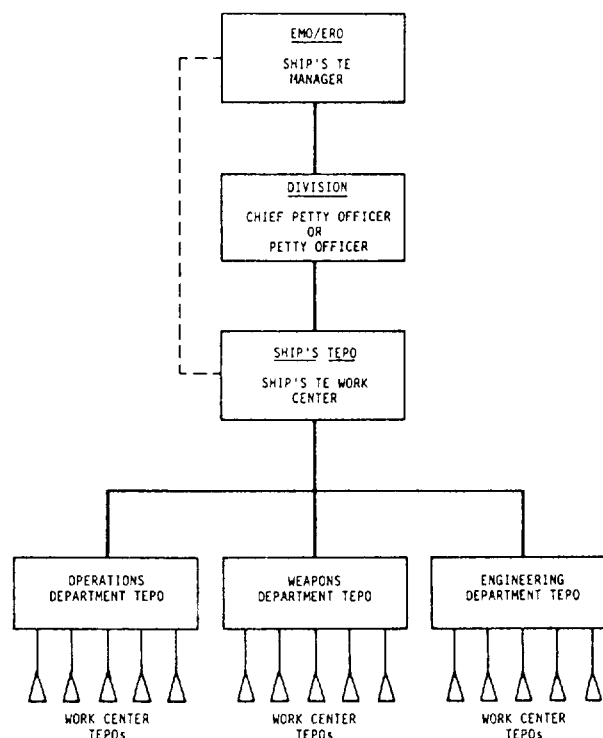 EMO/ERO
SHIP'S TE
MANAGER
DIVISION
CHIEF PETTY OFFICER
OR
PETTY OFFICER
SHIP'S TEPO
SHIP'S TE WORK
CENTER
OPERATIONS
DEPARTMENT TEPO
WEAPONS
DEPARTMENT TEPO
ENGINEERING
DEPARTMENT TEPO
WORK CENTER
TEPOs
WORK CENTER
TEPOs
WORK CENTER
TEPOs